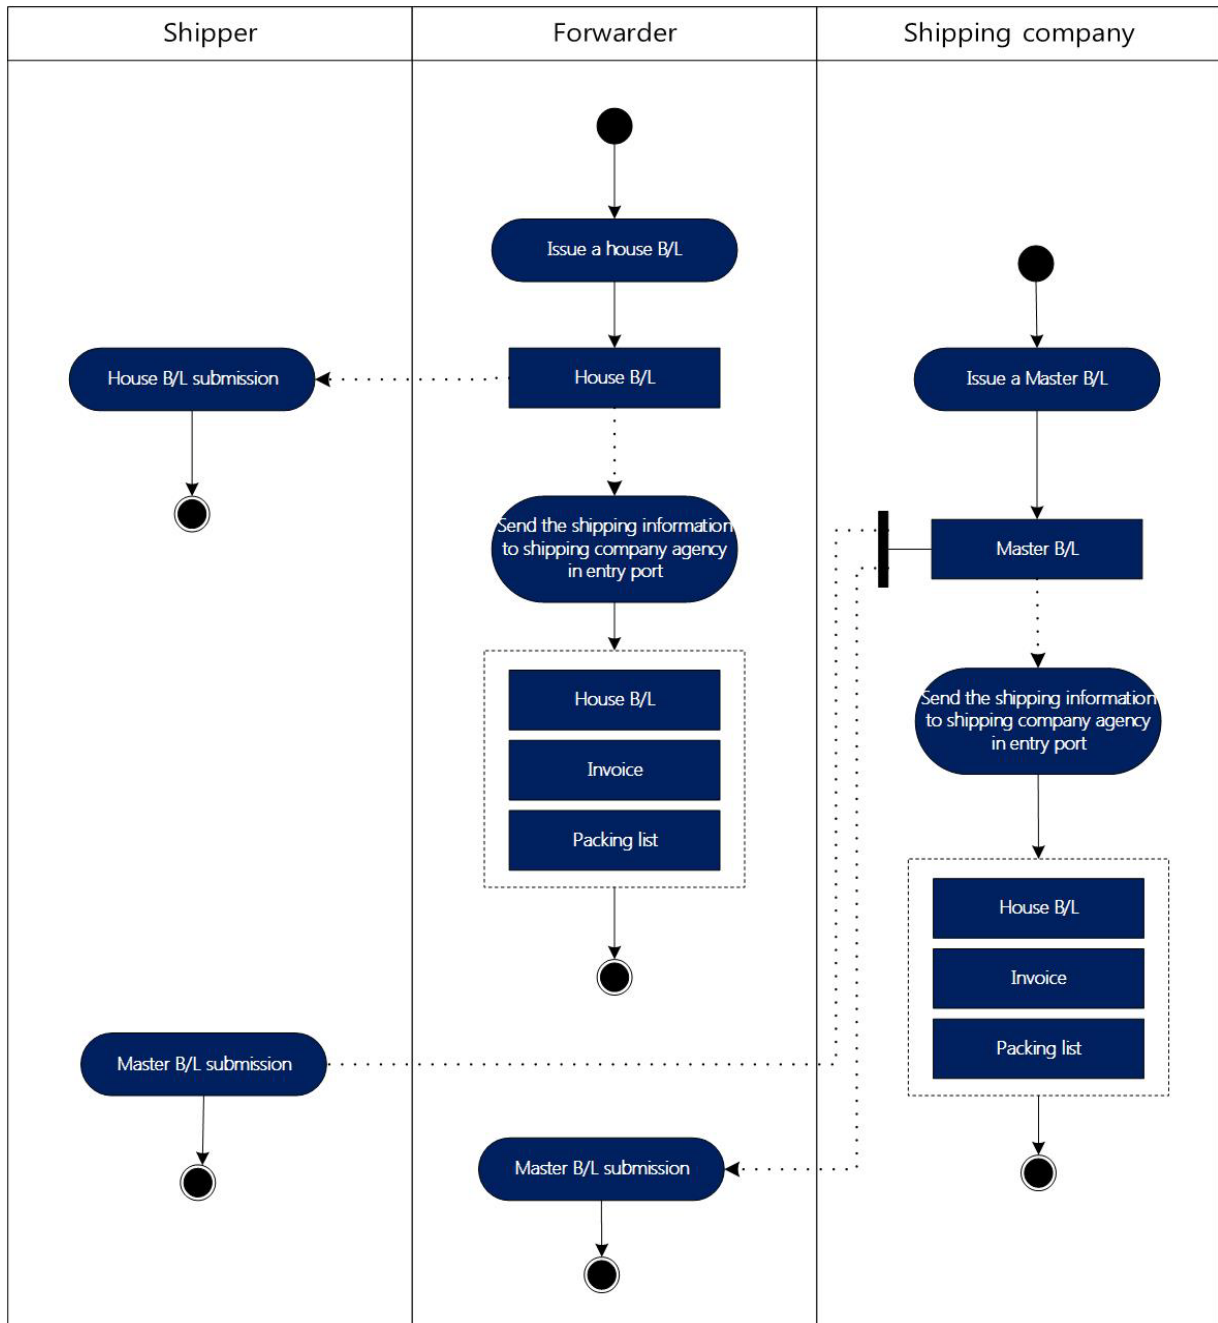 Shipper
Forwarder
Shipping company
Issue a house B/L
House B/L submission
House B/L
Issue a Master B/L
Send the shipping information
to shipping company agency
in entry port
Master B/L
House B/L
Invoice
Packing list
Send the shipping information
to shipping company agency
in entry port
House B/L
Invoice
Packing list
Master B/L submission
Master B/L submission